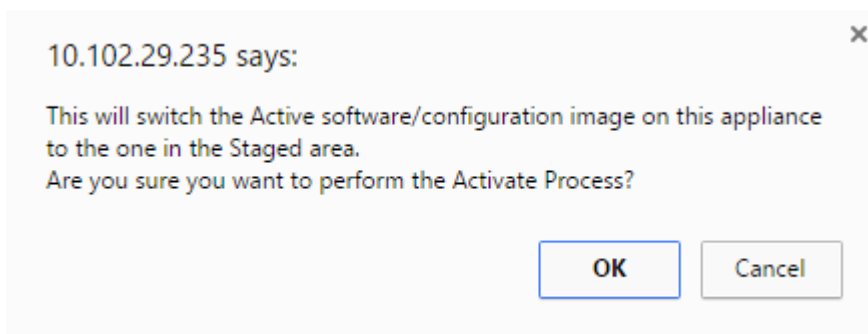 10.102.29.235 says:
This will switch the Active software/configuration image on this appliance
to the one in the Staged area.
Are you sure you want to perform the Activate Process?
OK
Cancel